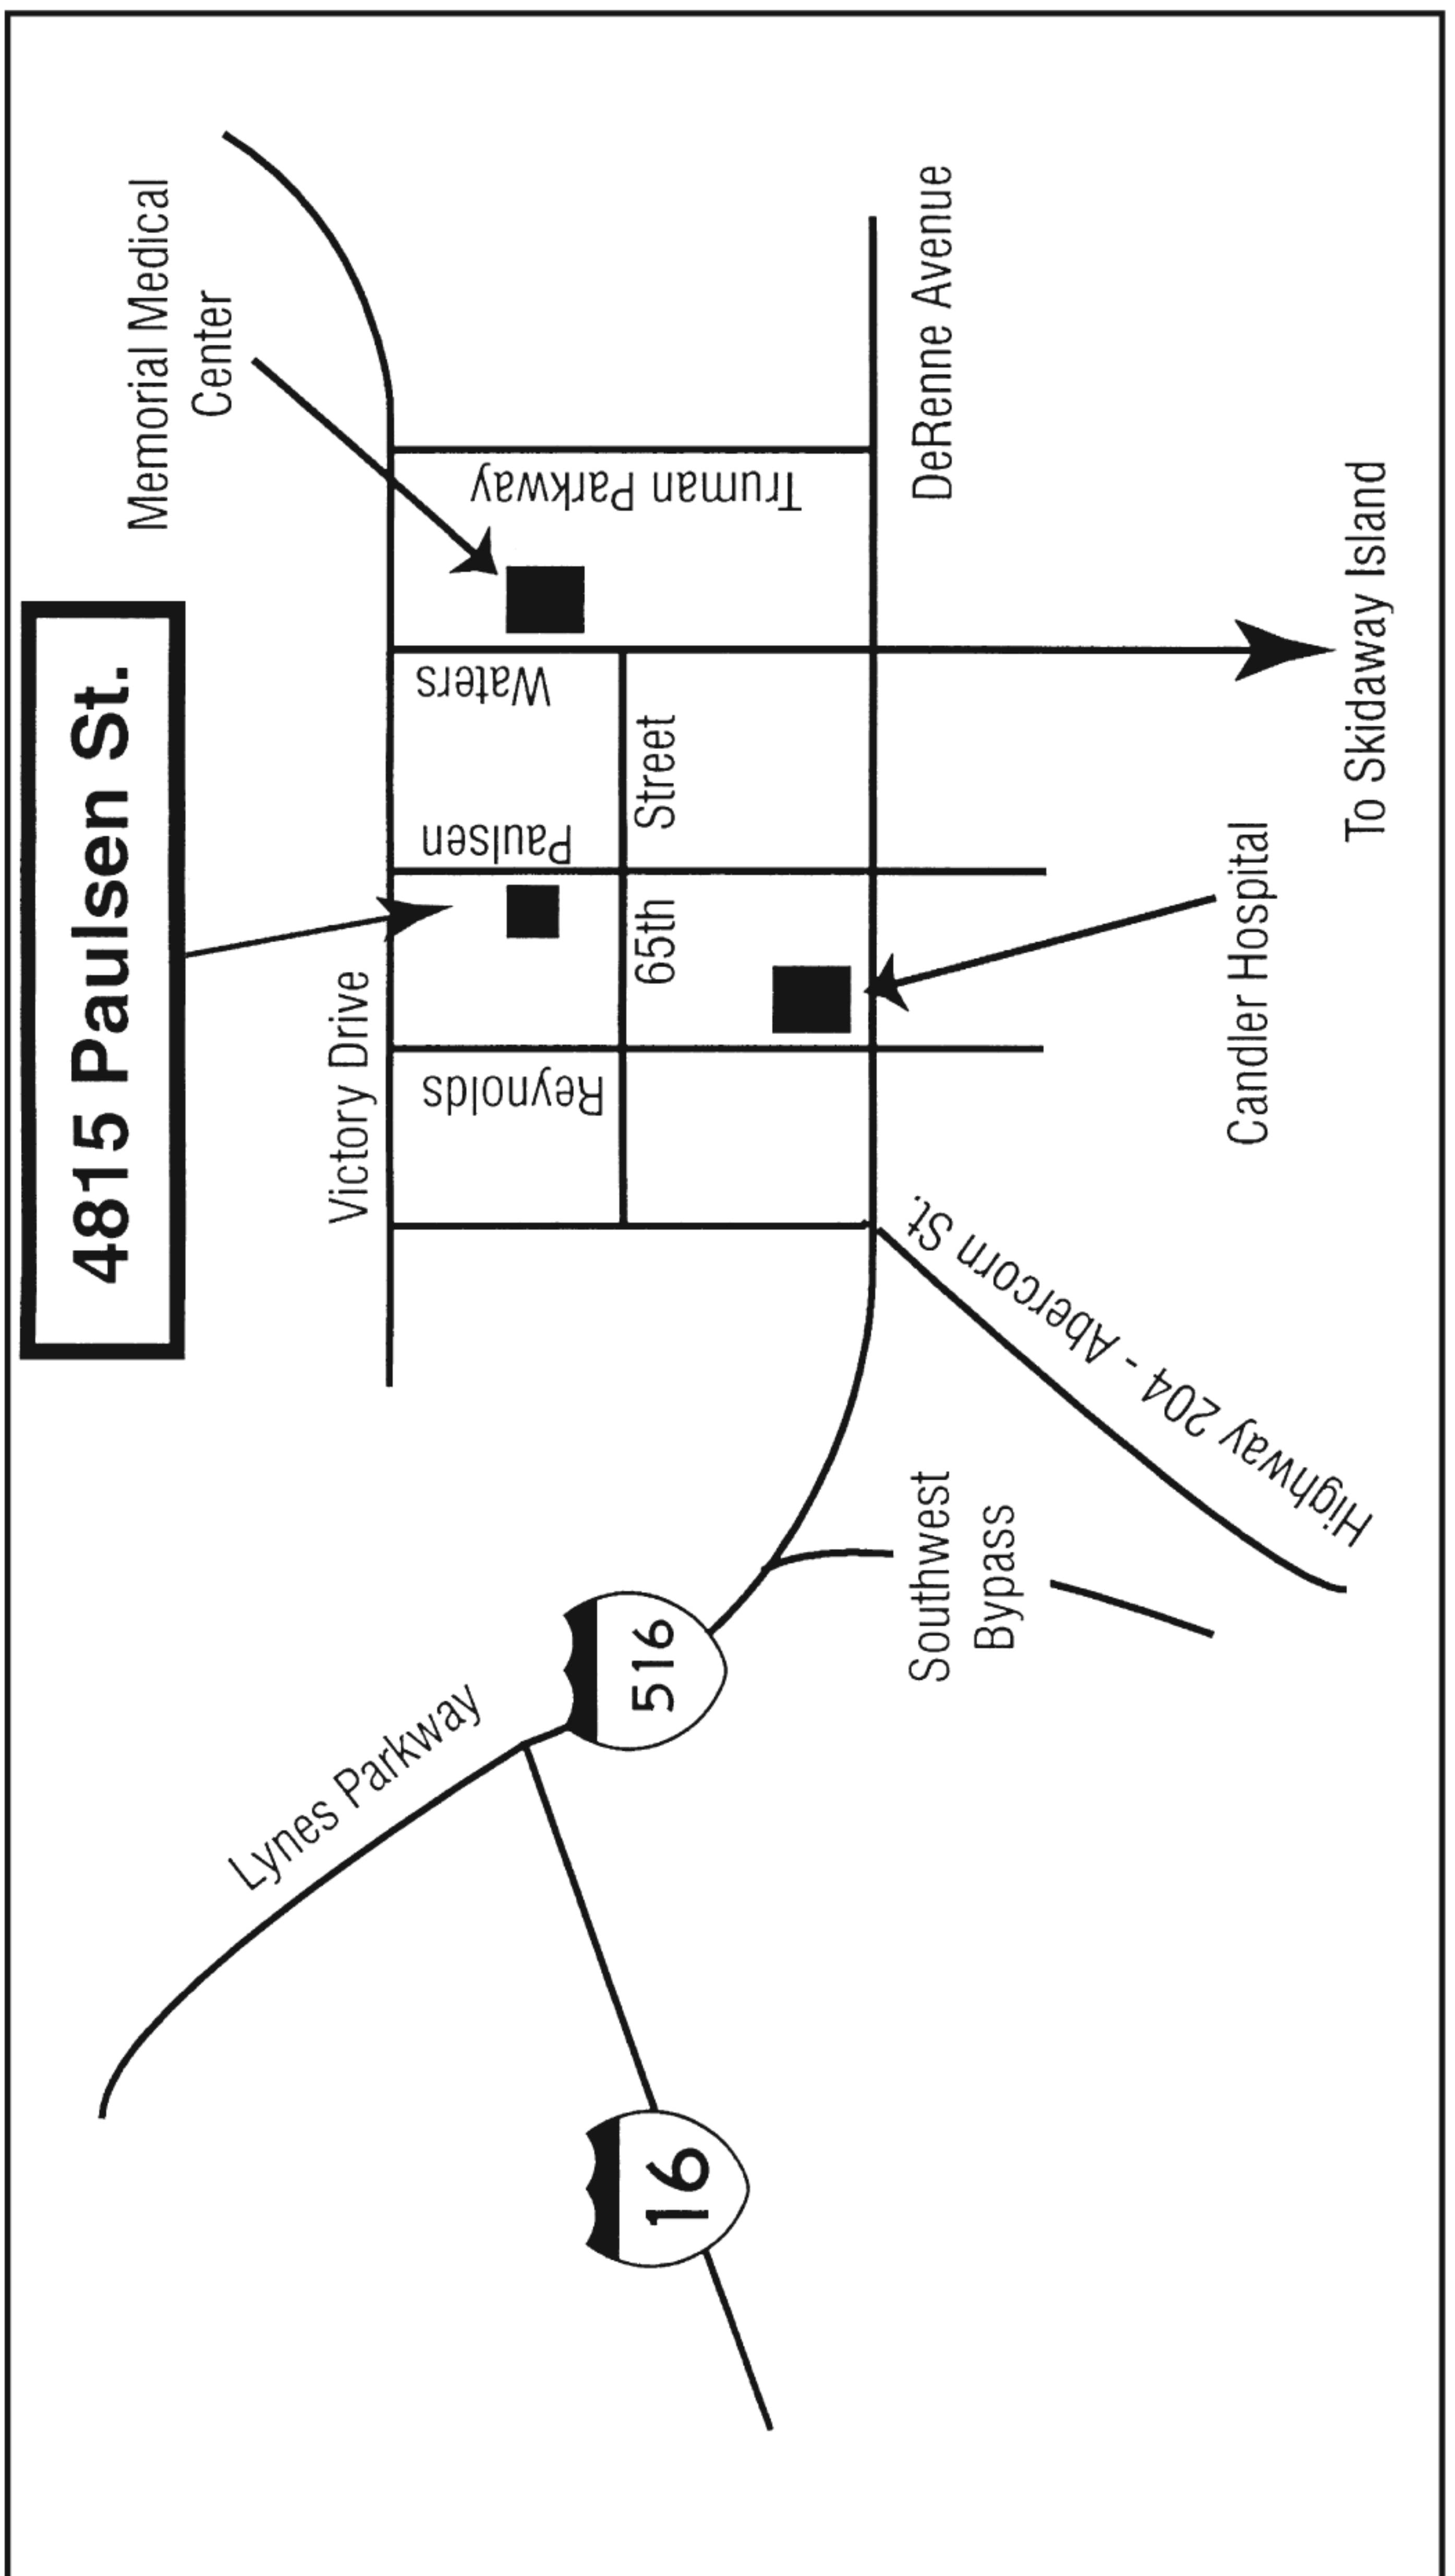 4815 Paulsen St.
Memorial Medical
Center
Victory Drive
Lynes Parkway
Reynolds
Paulsen
Waters
Truman Parkway
65th Street
516
16
DeRenne Avenue
Southwest
Bypass
Highway 204 - Abercorn St.
Candler Hospital
To Skidaway Island